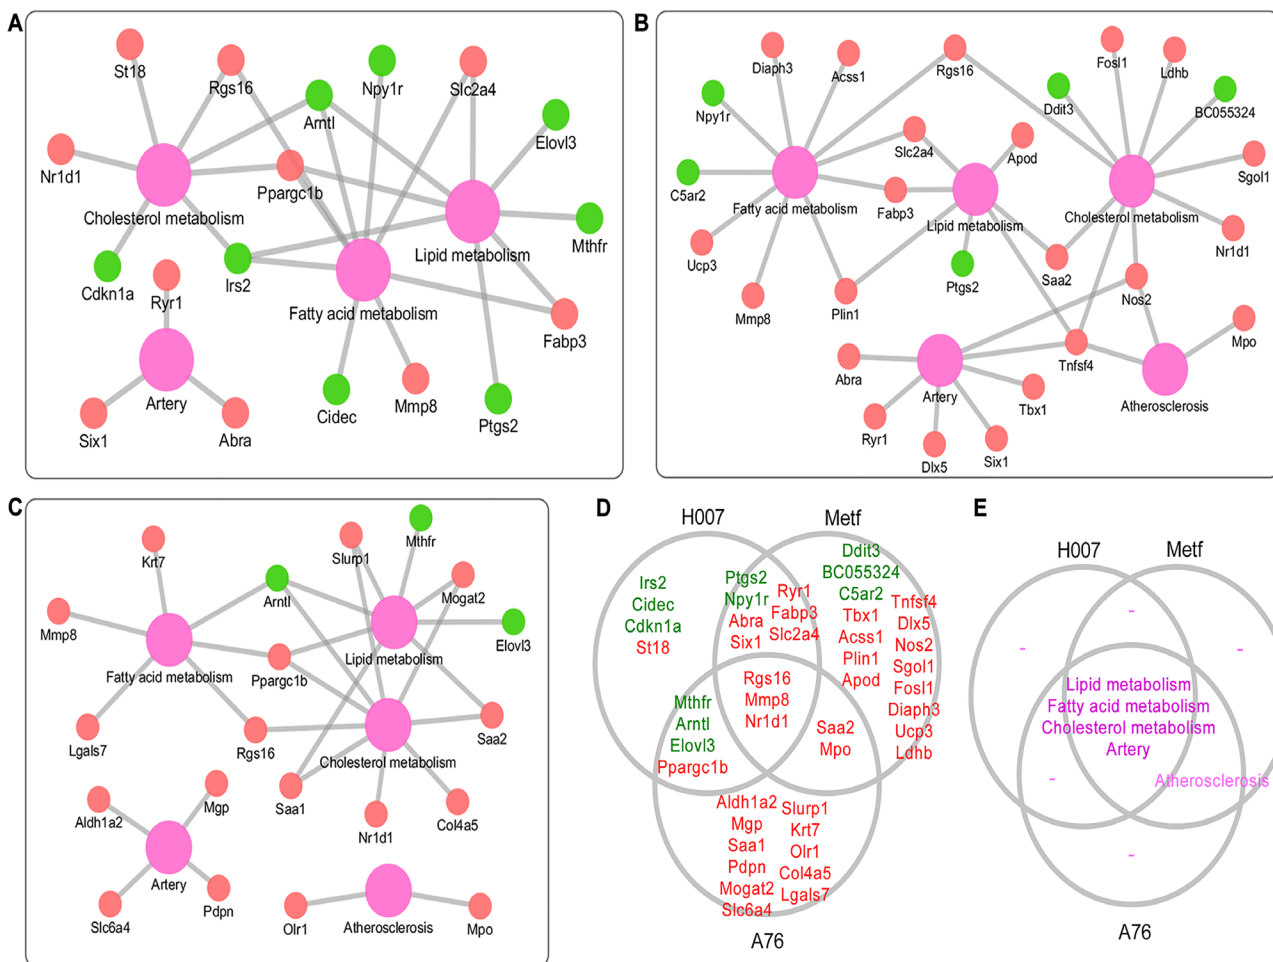 A
St18
Rgs16
Npy1r
Slc2a4
Arntl
Elovl3
Nr1d1
Ppargc1b
Cholesterol metabolism
Lipid metabolism
Mthfr
Cdkn1a
Irs2
Ryr1
Fatty acid metabolism
Fabp3
Artery
Six1
Abra
Cidec
Mmp8
Ptgs2
B
Diaph3
Acss1
Rgs16
Fosl1
Ldhb
Npy1r
Ddit3
BC055324
Slc2a4
Apod
Sgol1
C5ar2
Fatty acid metabolism
Fabp3
Lipid metabolism
Cholesterol metabolism
Ucp3
Ptgs2
Saa2
Nr1d1
Mmp8
Plin1
Nos2
Mpo
Abra
Artery
Tnfsf4
Tbx1
Atherosclerosis
Ryr1
Dlx5
Six1
C
Krt7
Slurp1
Mthfr
Arntl
Mogat2
Mmp8
Elovl3
Fatty acid metabolism
Ppargc1b
Lipid metabolism
Lgals7
Rgs16
Saa2
Cholesterol metabolism
Saa1
Nr1d1
Col4a5
Aldh1a2
Mgp
Artery
Slc6a4
Pdpn
Olr1
Atherosclerosis
Mpo
D
H007
Metf
Irs2
Cidec
Cdkn1a
St18
Ptgs2
Npy1r
Abra
Six1
Ryr1
Fabp3
Slc2a4
Ddit3
BC055324
C5ar2
Tbx1
Acss1
Plin1
Apod
Tnfsf4
Dlx5
Nos2
Sgol1
Fosl1
Diaph3
Ucp3
Ldhb
Rgs16
Mmp8
Nr1d1
Mthfr
Arntl
Elovl3
Ppargc1b
Saa2
Mpo
Aldh1a2
Mgp
Saa1
Pdpn
Mogat2
Slc6a4
Slurp1
Krt7
Olr1
Col4a5
Lgals7
A76
E
H007
Metf
-
-
-
Lipid metabolism
Fatty acid metabolism
Cholesterol metabolism
Artery
-
Atherosclerosis
-
A76